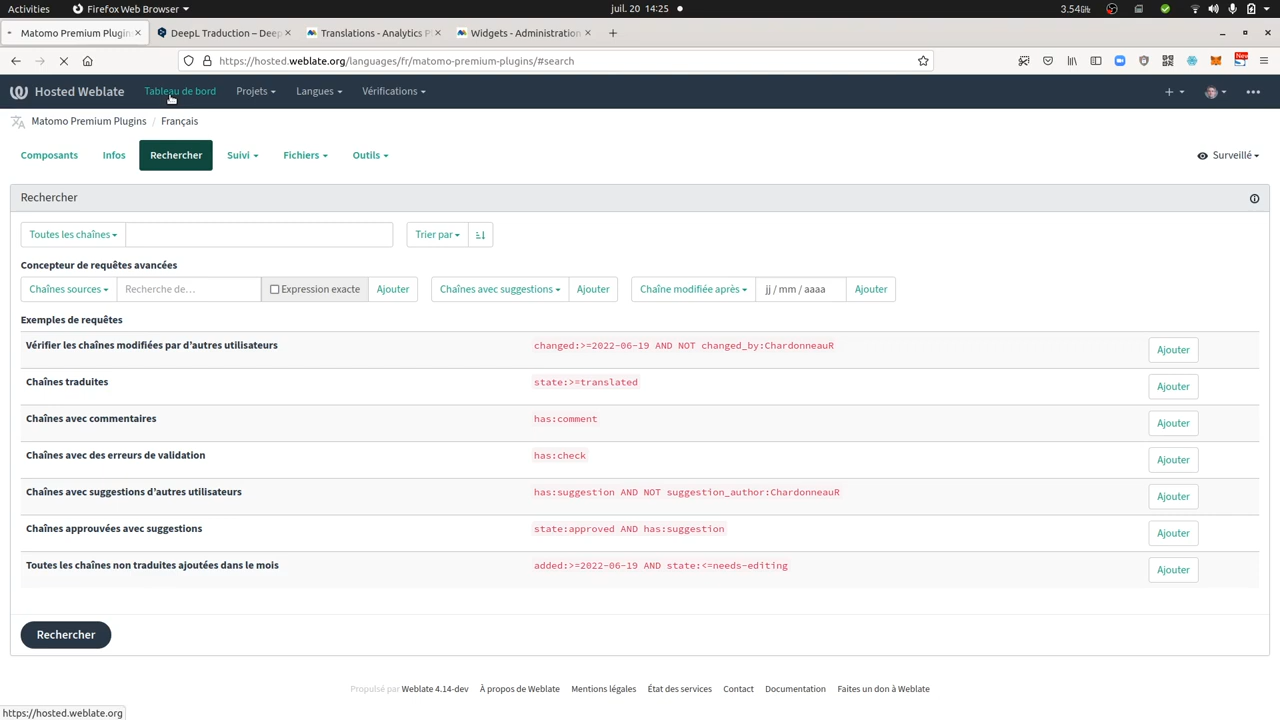 Activities
Firefox Web Browser
juil. 20 14:25
3.54GHz
Matomo Premium Plugin
DeepL Traduction – Deep
Translations - Analytics P
Widgets - Administration
https://hosted.weblate.org/languages/fr/matomo-premium-plugins/#search
New
Hosted Weblate
Tableau de bord
Projets
Langues
Vérifications
Matomo Premium Plugins / Français
Composants
Infos
Rechercher
Suivi
Fichiers
Outils
Surveillé
Rechercher
Toutes les chaînes
Trier par
Concepteur de requêtes avancées
Chaînes sources
Recherche de…
Expression exacte
Ajouter
Chaînes avec suggestions
Ajouter
Chaîne modifiée après
jj / mm / aaaa
Ajouter
Exemples de requêtes
Vérifier les chaînes modifiées par d’autres utilisateurs changed:>=2022-06-19 AND NOT changed_by:ChardonneauR Ajouter
Chaînes traduites state:>=translated Ajouter
Chaînes avec commentaires has:comment Ajouter
Chaînes avec des erreurs de validation has:check Ajouter
Chaînes avec suggestions d’autres utilisateurs has:suggestion AND NOT suggestion_author:ChardonneauR Ajouter
Chaînes approuvées avec suggestions state:approved AND has:suggestion Ajouter
Toutes les chaînes non traduites ajoutées dans le mois added:>=2022-06-19 AND state:<=needs-editing Ajouter
Rechercher
Propulsé par Weblate 4.14-dev À propos de Weblate Mentions légales État des services Contact Documentation Faites un don à Weblate
https://hosted.weblate.org